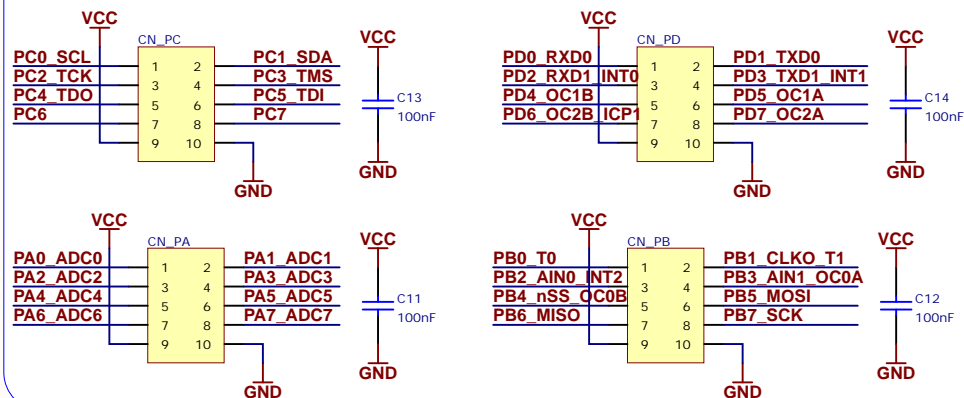 VCC
CN_PC
PC0_SCL 1 2 PC1_SDA
PC2_TCK 3 4 PC3_TMS
PC4_TDO 5 6 PC5_TDI
PC6 7 8 PC7
9 10
GND
VCC
C13
100nF
GND
VCC
CN_PD
PD0_RXD0 1 2 PD1_TXD0
PD2_RXD1_INT0 3 4 PD3_TXD1_INT1
PD4_OC1B 5 6 PD5_OC1A
PD6_OC2B_ICP1 7 8 PD7_OC2A
9 10
GND
VCC
C14
100nF
GND
VCC
CN_PA
PA0_ADC0 1 2 PA1_ADC1
PA2_ADC2 3 4 PA3_ADC3
PA4_ADC4 5 6 PA5_ADC5
PA6_ADC6 7 8 PA7_ADC7
9 10
GND
VCC
C11
100nF
GND
VCC
CN_PB
PB0_T0 1 2 PB1_CLKO_T1
PB2_AIN0_INT2 3 4 PB3_AIN1_OC0A
PB4_nSS_OC0B 5 6 PB5_MOSI
PB6_MISO 7 8 PB7_SCK
9 10
GND
VCC
C12
100nF
GND